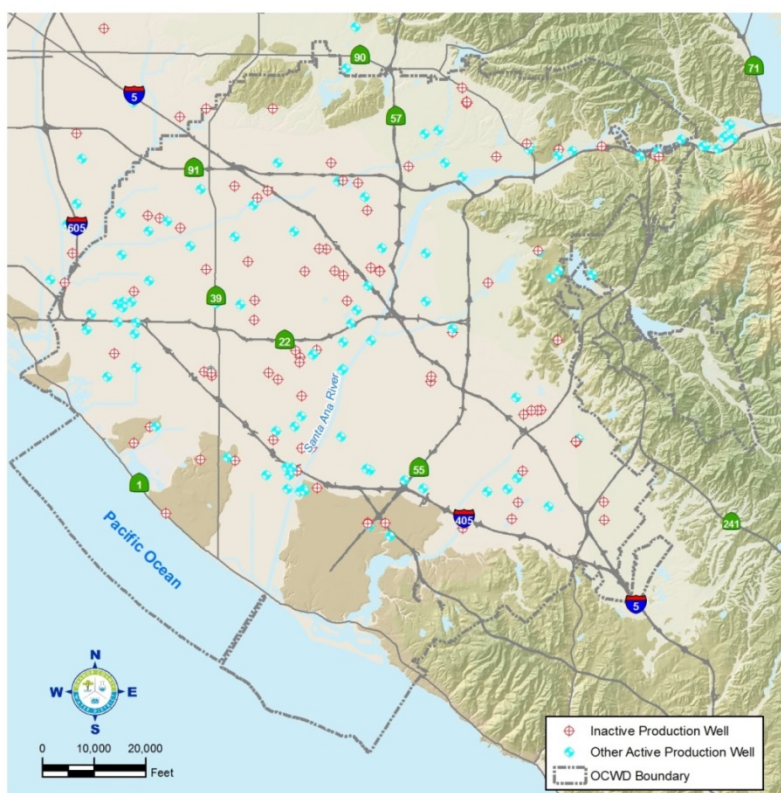 90
71
5
57
91
605
39
22
Santa Ana River
55
1
405
241
Pacific Ocean
5
N
W E
S
0 10,000 20,000
Feet
Inactive Production Well
Other Active Production Well
OCWD Boundary